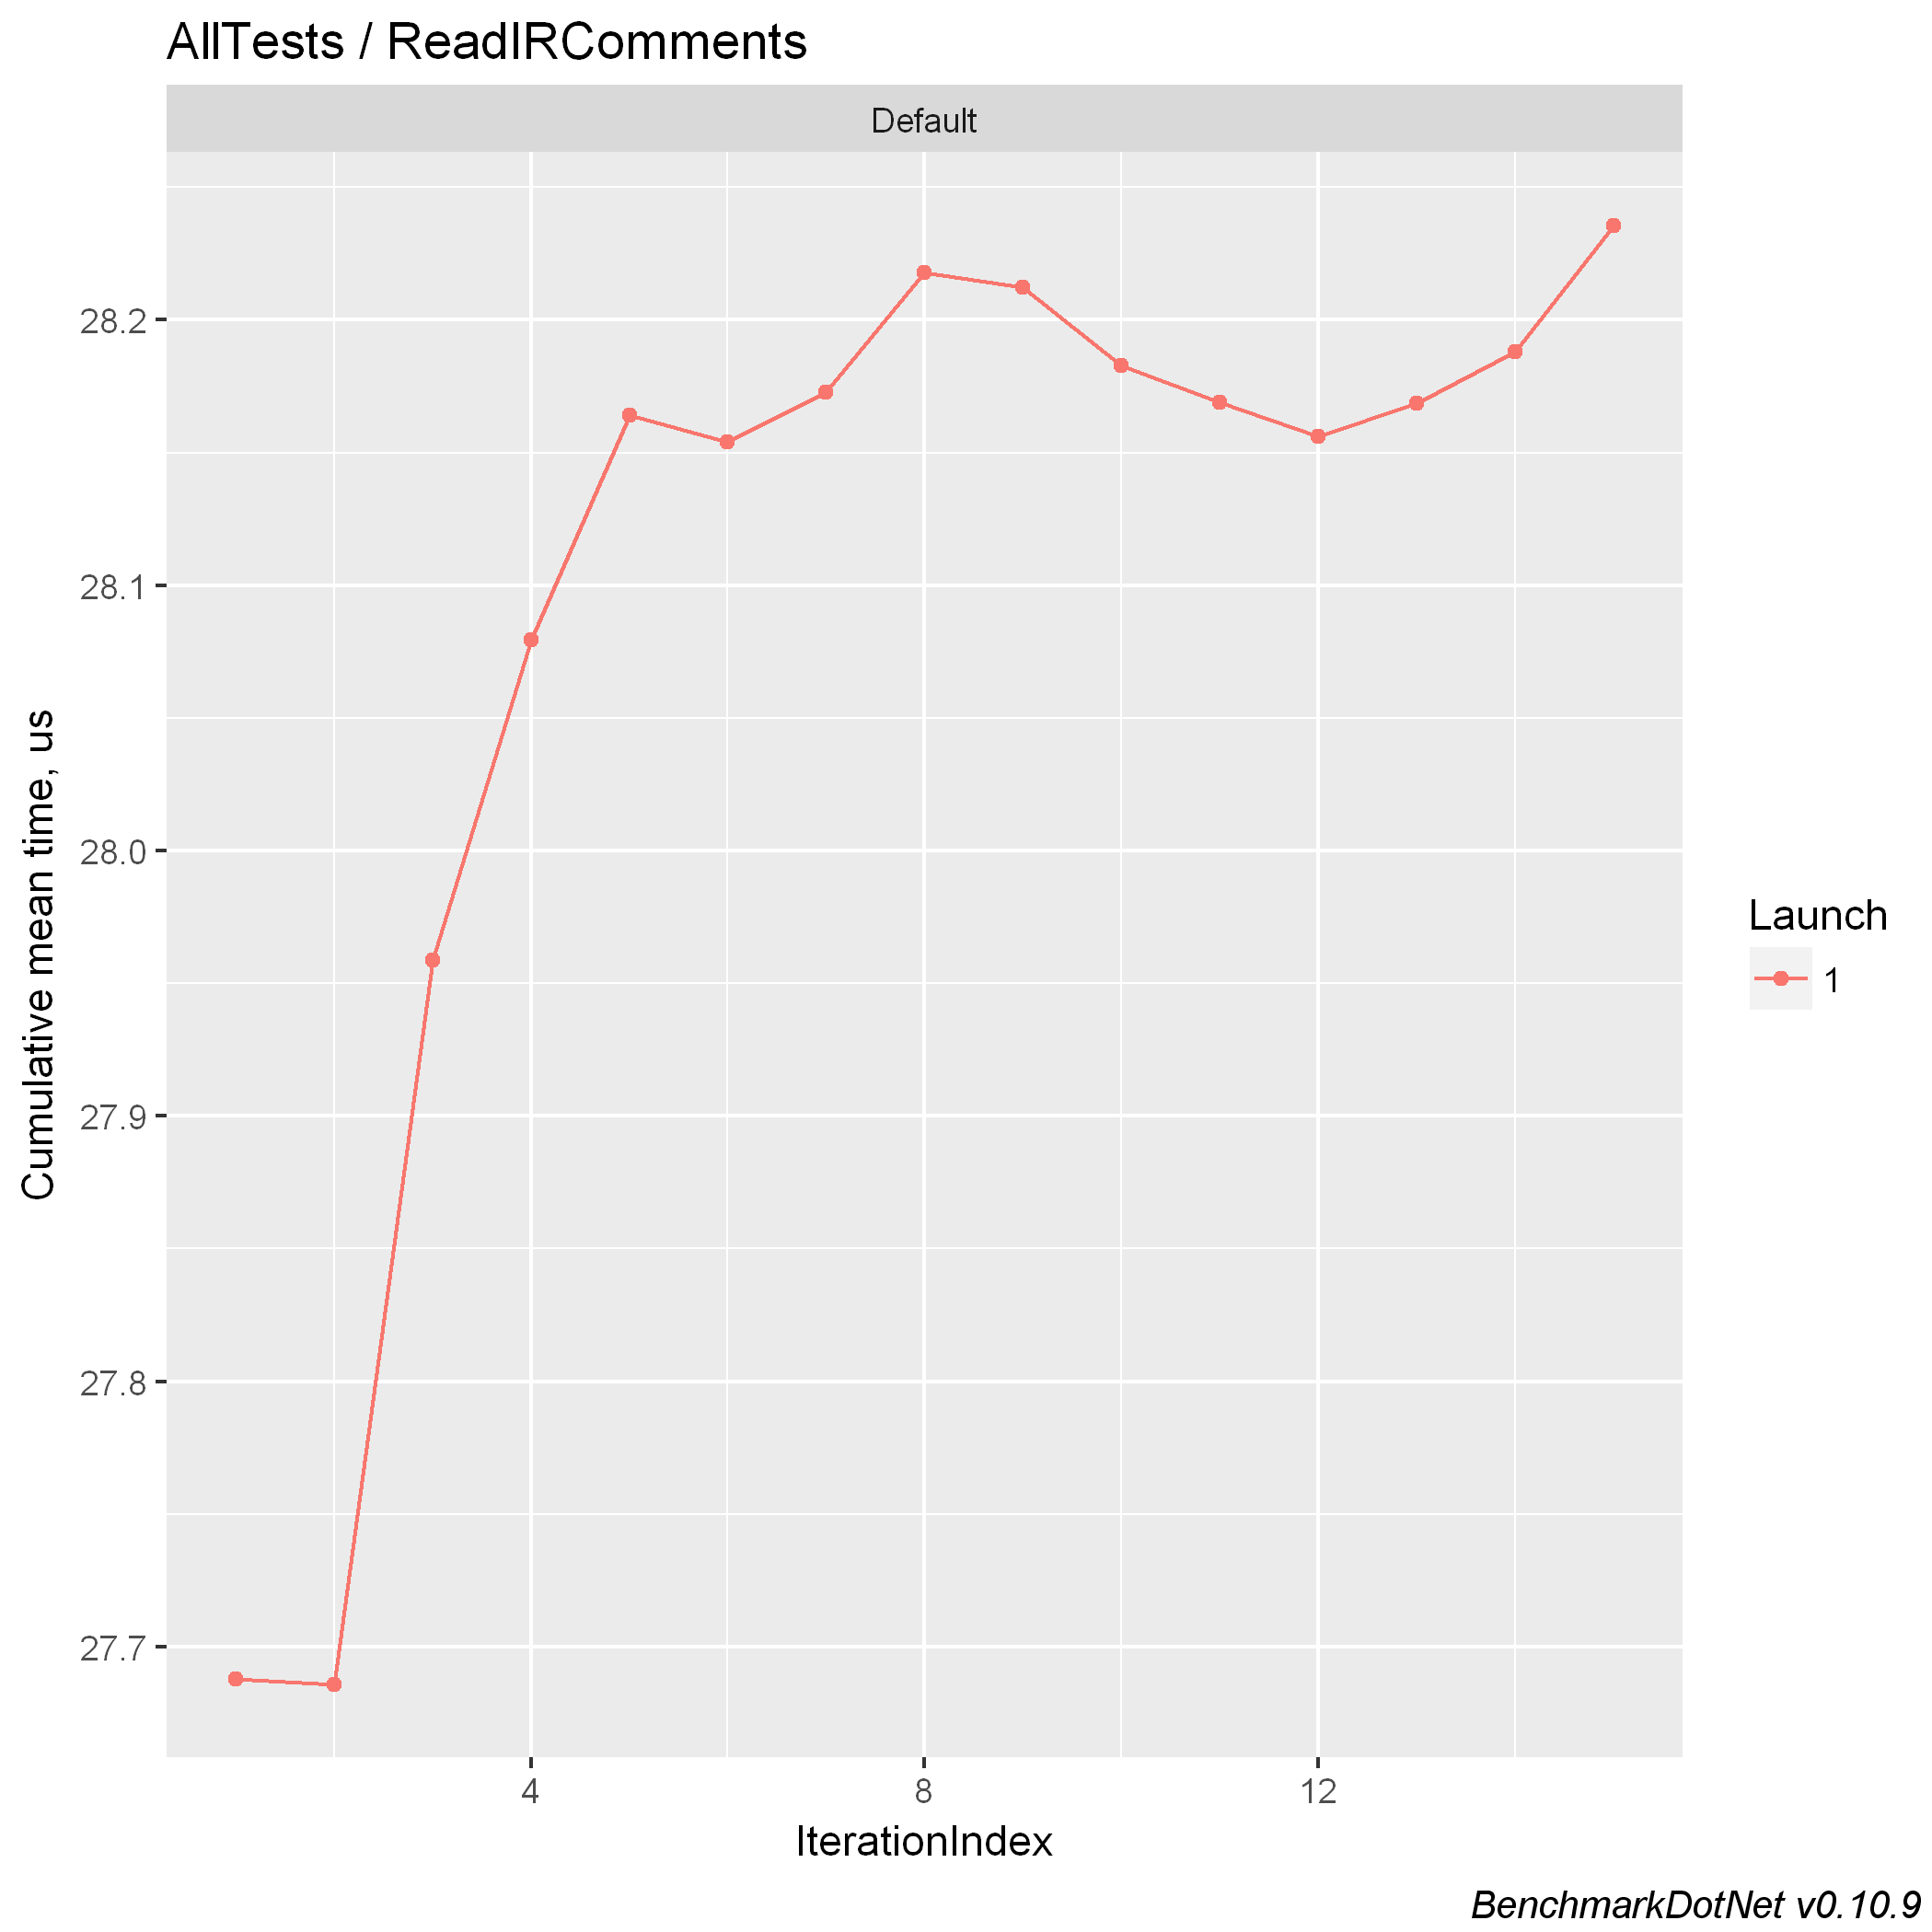 AllTests / ReadIRComments
Default
Cumulative mean time, us
28.2
28.1
28.0
27.9
27.8
27.7
4
8
12
IterationIndex
Launch
1
BenchmarkDotNet v0.10.9